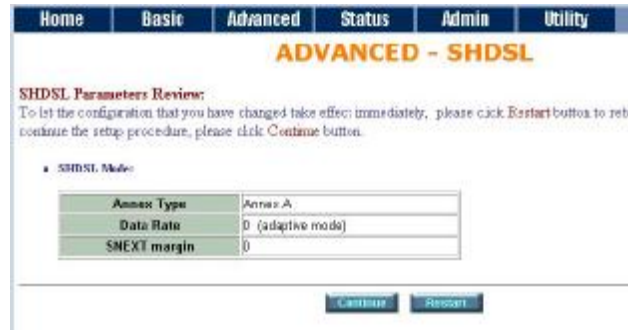 Home Basic Advanced Status Admin Utility
ADVANCED - SHDSL
SHDSL Parameters Review:
To let the configuration that you have changed take effect immediately, please click Restart button to
continue the setup procedure, please click Continue button.
SHDSL Mode:
Annex Type Annex A
Data Rate 0 (adaptive mode)
SNEXT margin 0
Continue Restart